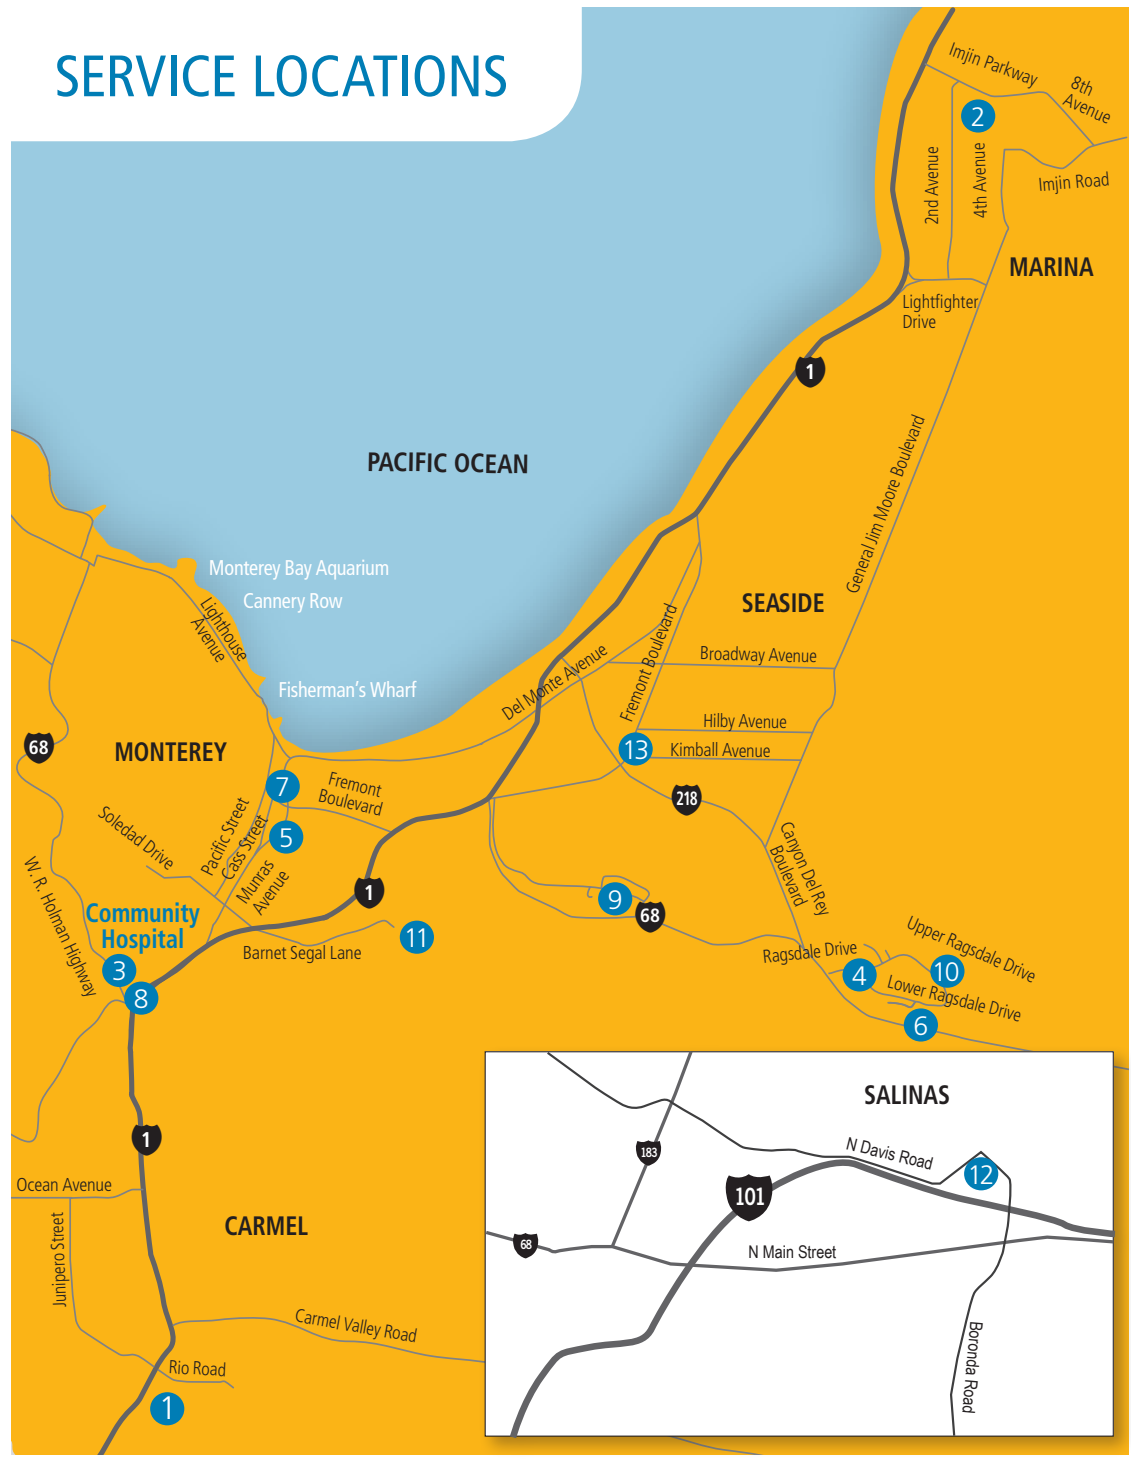 SERVICE LOCATIONS
Imjin Parkway
8th
Avenue
2
2nd Avenue
4th Avenue
Imjin Road
MARINA
Lightfighter
Drive
1
General Jim Moore Boulevard
PACIFIC OCEAN
Monterey Bay Aquarium
Cannery Row
Lighthouse
Avenue
Fisherman's Wharf
SEASIDE
Broadway Avenue
Fremont Boulevard
Del Monte Avenue
Hilby Avenue
Kimball Avenue
13
68
MONTEREY
7
Fremont
Boulevard
218
Soledad Drive
Pacific Street
Cass Street
5
Munras
Avenue
Canyon Del Rey
Boulevard
W. R. Holman Highway
1
9
68
Community
Hospital
11
Barnet Segal Lane
3
8
Ragsdale Drive
Upper Ragsdale Drive
4
10
Lower Ragsdale Drive
6
1
Ocean Avenue
Junipero Street
CARMEL
Carmel Valley Road
Rio Road
1
SALINAS
183
N Davis Road
12
101
68
N Main Street
Boronda Road